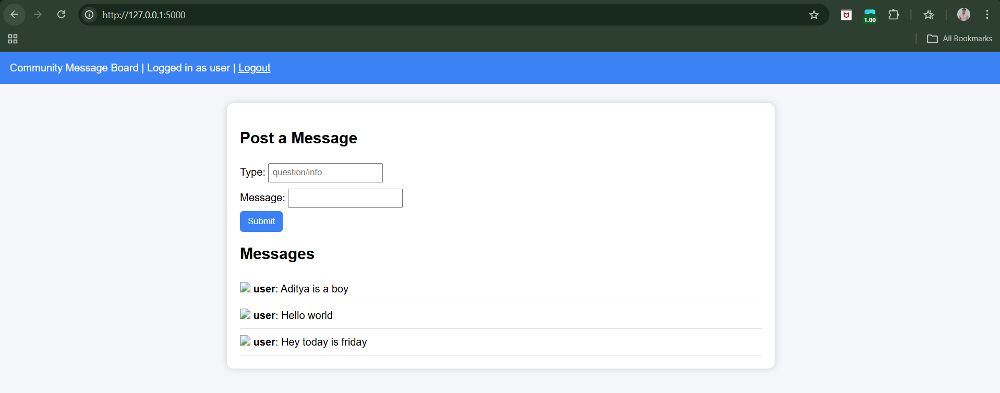 http://127.0.0.1:5000
1.00
All Bookmarks
Community Message Board | Logged in as user | Logout
Post a Message
Type: question/info
Message:
Submit
Messages
user: Aditya is a boy
user: Hello world
user: Hey today is friday